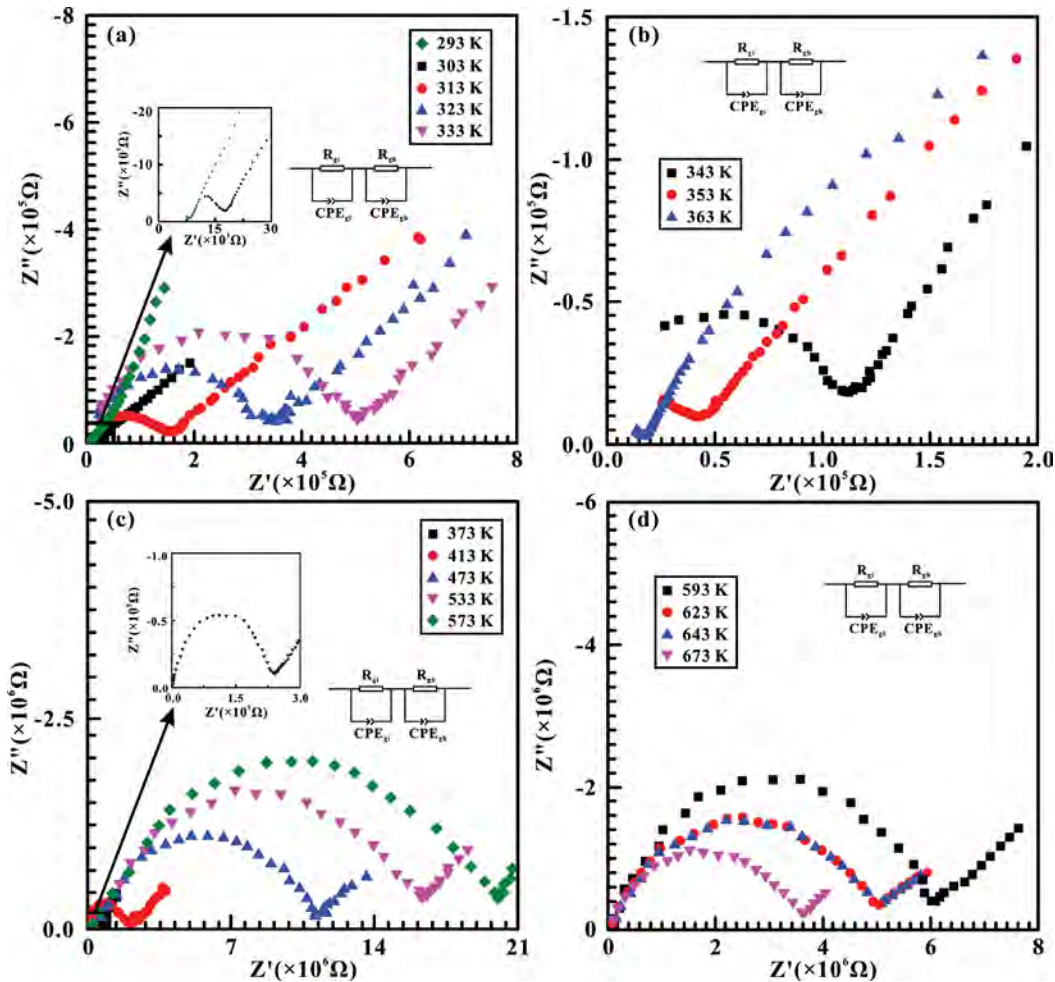 (a)
293 K
303 K
313 K
323 K
333 K
-8
-6
-4
-2
0
Z"(×10⁵Ω)
0 2 4 6 8
Z'(×10⁵Ω)
-20
-10
0
0 10 20 30
R_gi R_gb
CPE_gi CPE_gb
(b)
343 K
353 K
363 K
-1.5
-1.0
-0.5
0.0
Z"(×10⁵Ω)
0.0 0.5 1.0 1.5 2.0
Z'(×10⁵Ω)
R_gi R_gb
CPE_gi CPE_gb
(c)
373 K
413 K
473 K
533 K
573 K
-5.0
-2.5
0.0
Z"(×10⁶Ω)
0 7 14 21
Z'(×10⁶Ω)
-1.0
-0.5
0.0
0.0 1.5 3.0
R_gi R_gb
CPE_gi CPE_gb
(d)
593 K
623 K
643 K
673 K
-6
-4
-2
0
Z"(×10⁶Ω)
0 2 4 6 8
Z'(×10⁶Ω)
R_gi R_gb
CPE_gi CPE_gb